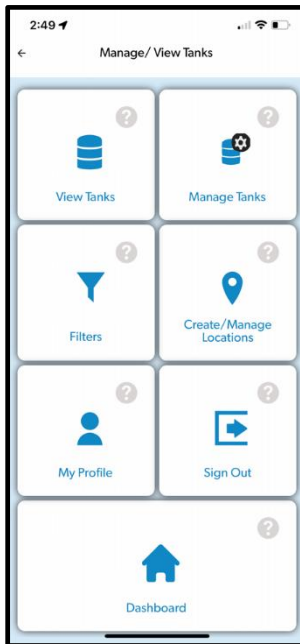 2:49
Manage/ View Tanks
?
?
View Tanks
Manage Tanks
?
?
Filters
Create/Manage
Locations
?
?
My Profile
Sign Out
?
Dashboard